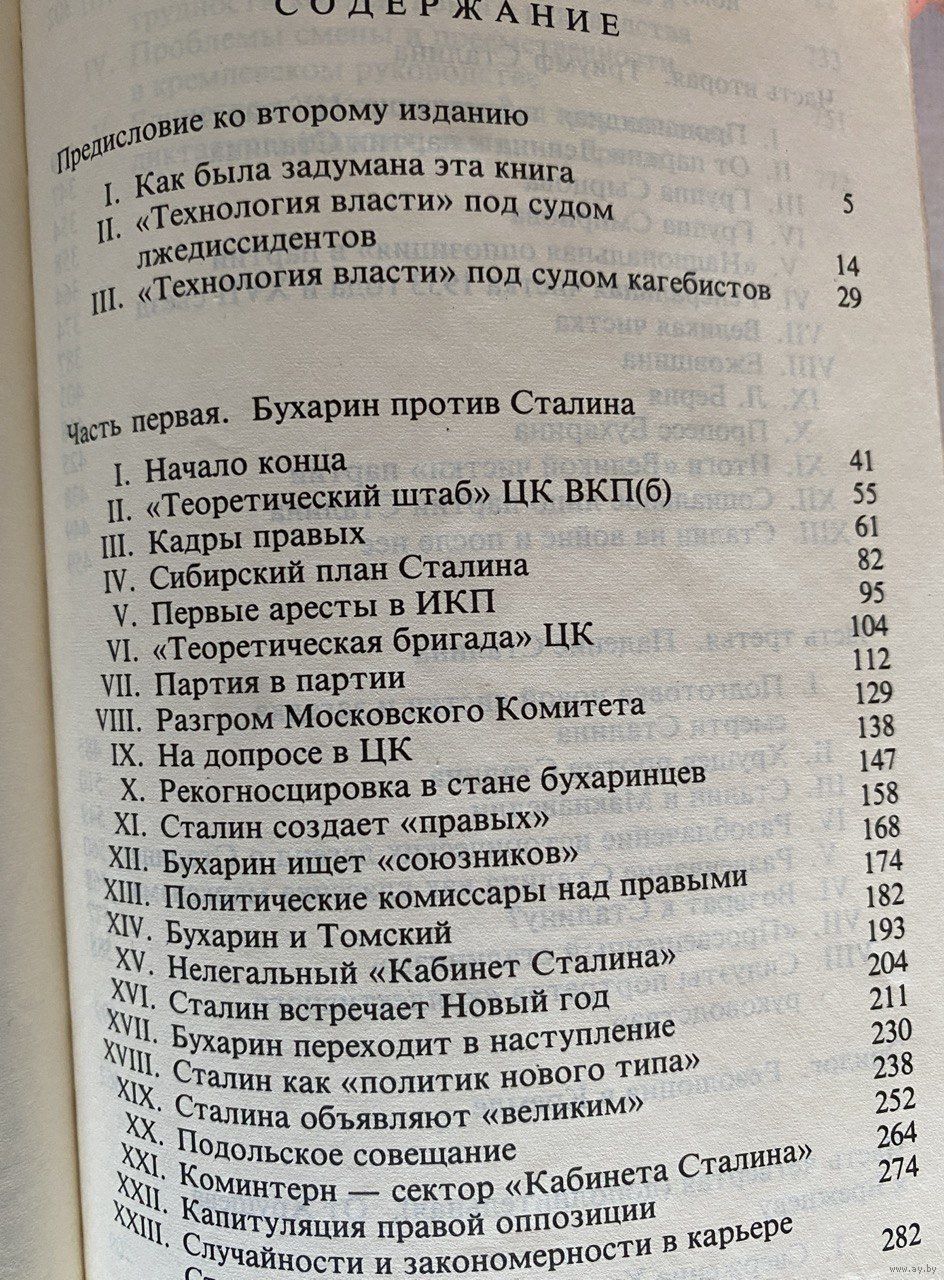 СОДЕРЖАНИЕ
Предисловие ко второму изданию
I. Как была задумана эта книга 5
II. «Технология власти» под судом
лжедиссидентов 14
III. «Технология власти» под судом кагебистов 29
Часть первая. Бухарин против Сталина
I. Начало конца 41
II. «Теоретический штаб» ЦК ВКП(б) 55
III. Кадры правых 61
IV. Сибирский план Сталина 82
V. Первые аресты в ИКП 95
VI. «Теоретическая бригада» ЦК 104
VII. Партия в партии 112
VIII. Разгром Московского Комитета 129
IX. На допросе в ЦК 138
X. Рекогносцировка в стане бухаринцев 147
XI. Сталин создает «правых» 158
XII. Бухарин ищет «союзников» 168
XIII. Политические комиссары над правыми 174
XIV. Бухарин и Томский 182
XV. Нелегальный «Кабинет Сталина» 193
XVI. Сталин встречает Новый год 204
XVII. Бухарин переходит в наступление 211
XVIII. Сталин как «политик нового типа» 230
XIX. Сталина объявляют «великим» 238
XX. Подольское совещание 252
XXI. Коминтерн — сектор «Кабинета Сталина» 264
XXII. Капитуляция правой оппозиции 274
XXIII. Случайности и закономерности в карьере 282
www.ay.by